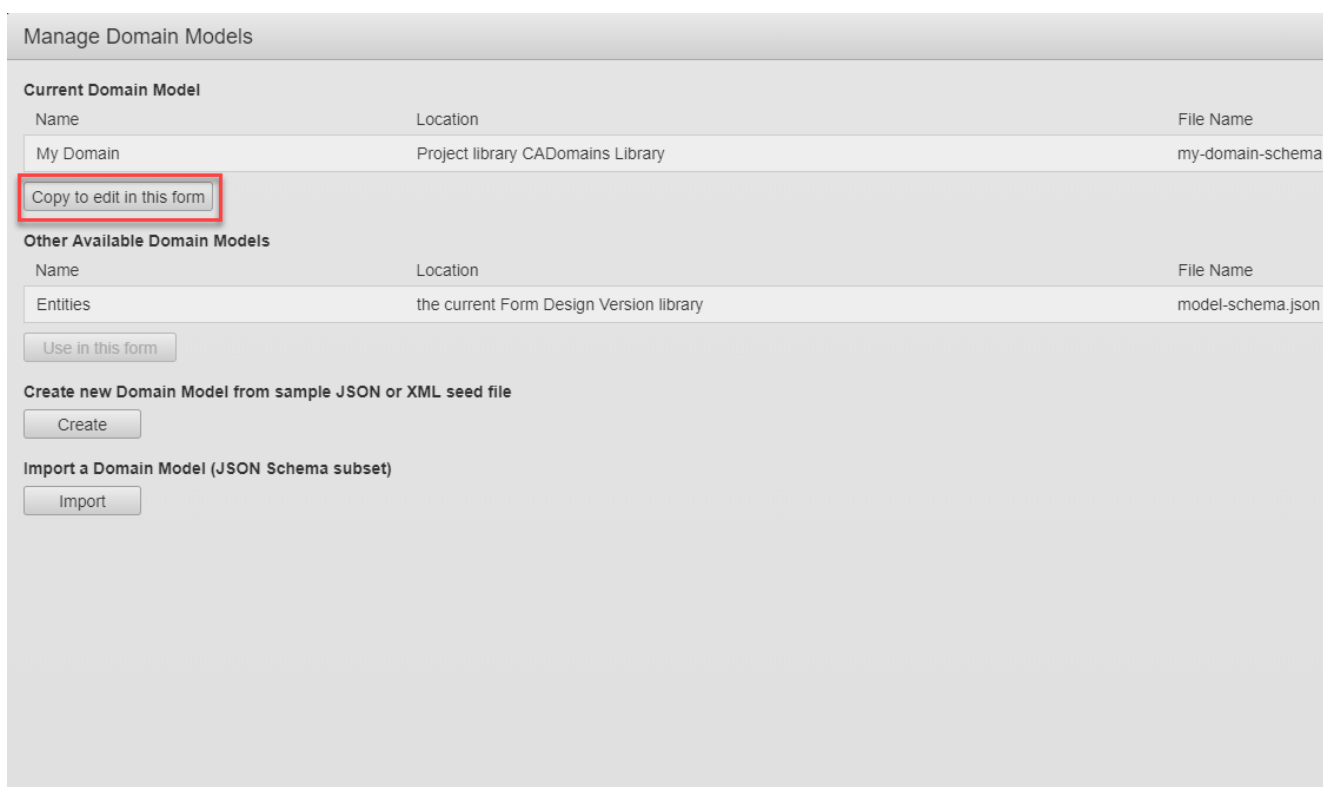 Manage Domain Models
Current Domain Model
Name Location File Name
My Domain Project library CADomains Library my-domain-schema
Copy to edit in this form
Other Available Domain Models
Name Location File Name
Entities the current Form Design Version library model-schema.json
Use in this form
Create new Domain Model from sample JSON or XML seed file
Create
Import a Domain Model (JSON Schema subset)
Import